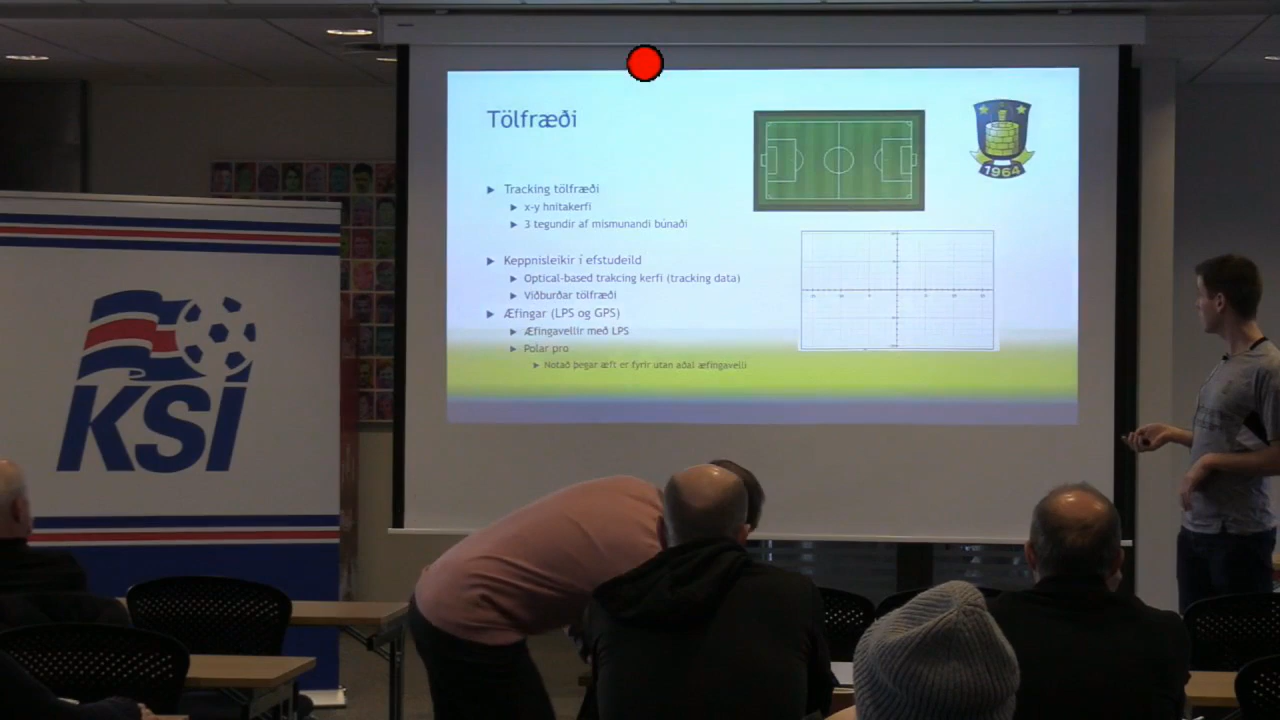 Tölfræði
Tracking tölfræði
x-y hnitakerfi
3 tegundir af mismunandi búnaði
Keppnisleikir í efstudeild
Optical-based trakcing kerfi (tracking data)
Viðburðar tölfræði
Æfingar (LPS og GPS)
Æfingavellir með LPS
Polar pro
Notað þegar æft er fyrir utan aðal æfingavelli
1964
KSÍ